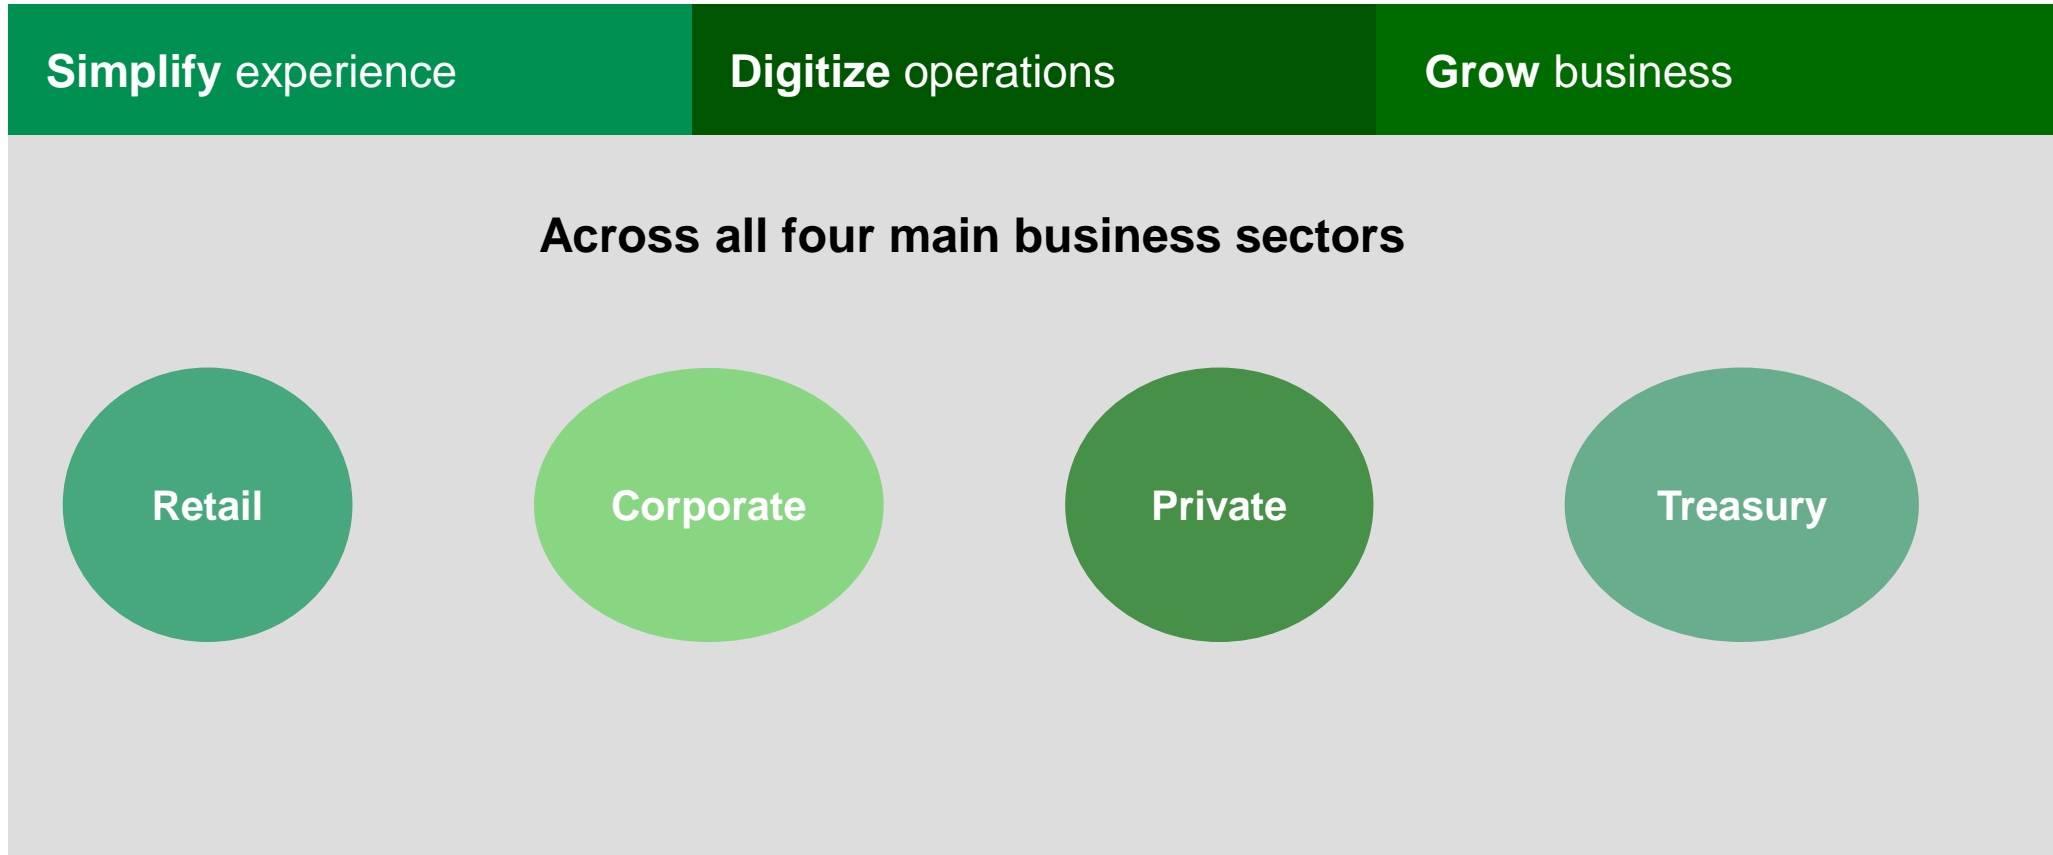 Simplify experience
Digitize operations
Grow business
Across all four main business sectors
Retail
Corporate
Private
Treasury